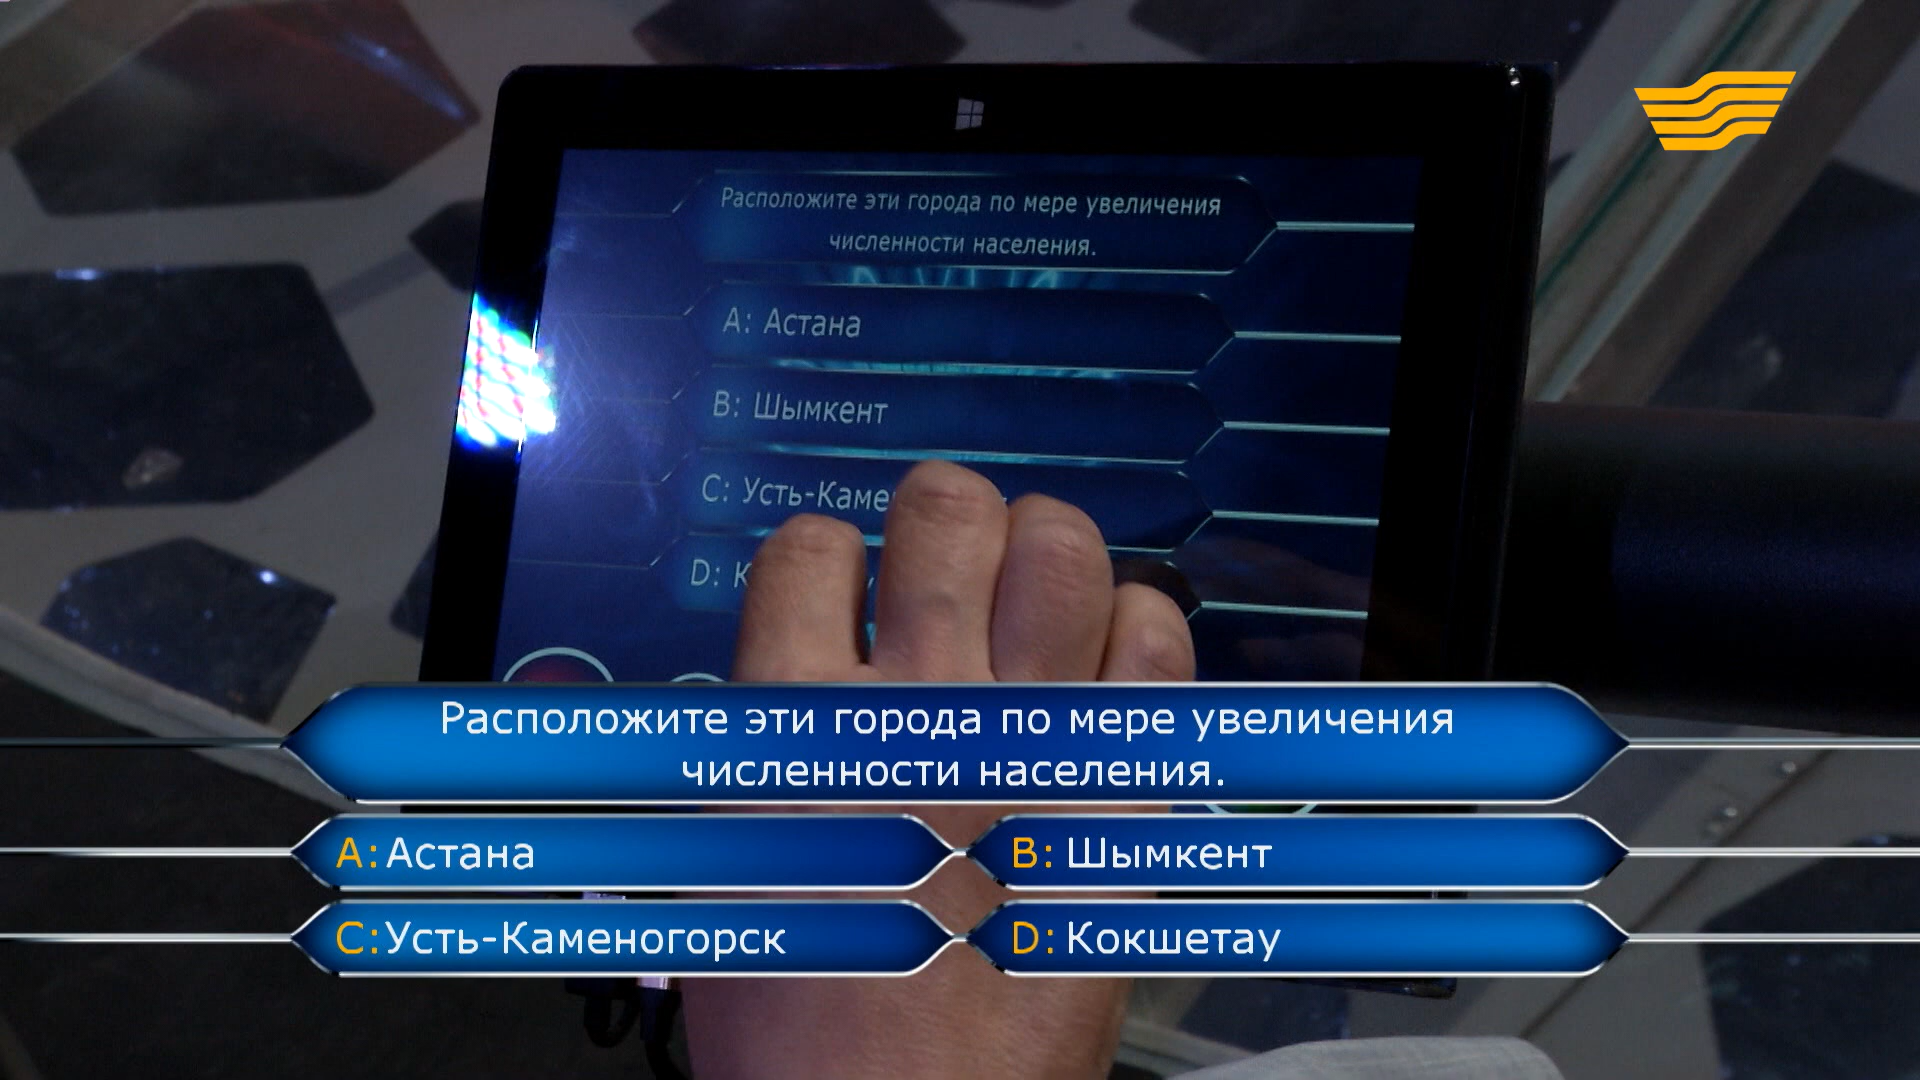 Расположите эти города по мере увеличения
численности населения.
A: Астана
B: Шымкент
C: Усть-Каме
D: К
Расположите эти города по мере увеличения
численности населения.
A: Астана
B: Шымкент
C: Усть-Каменогорск
D: Кокшетау